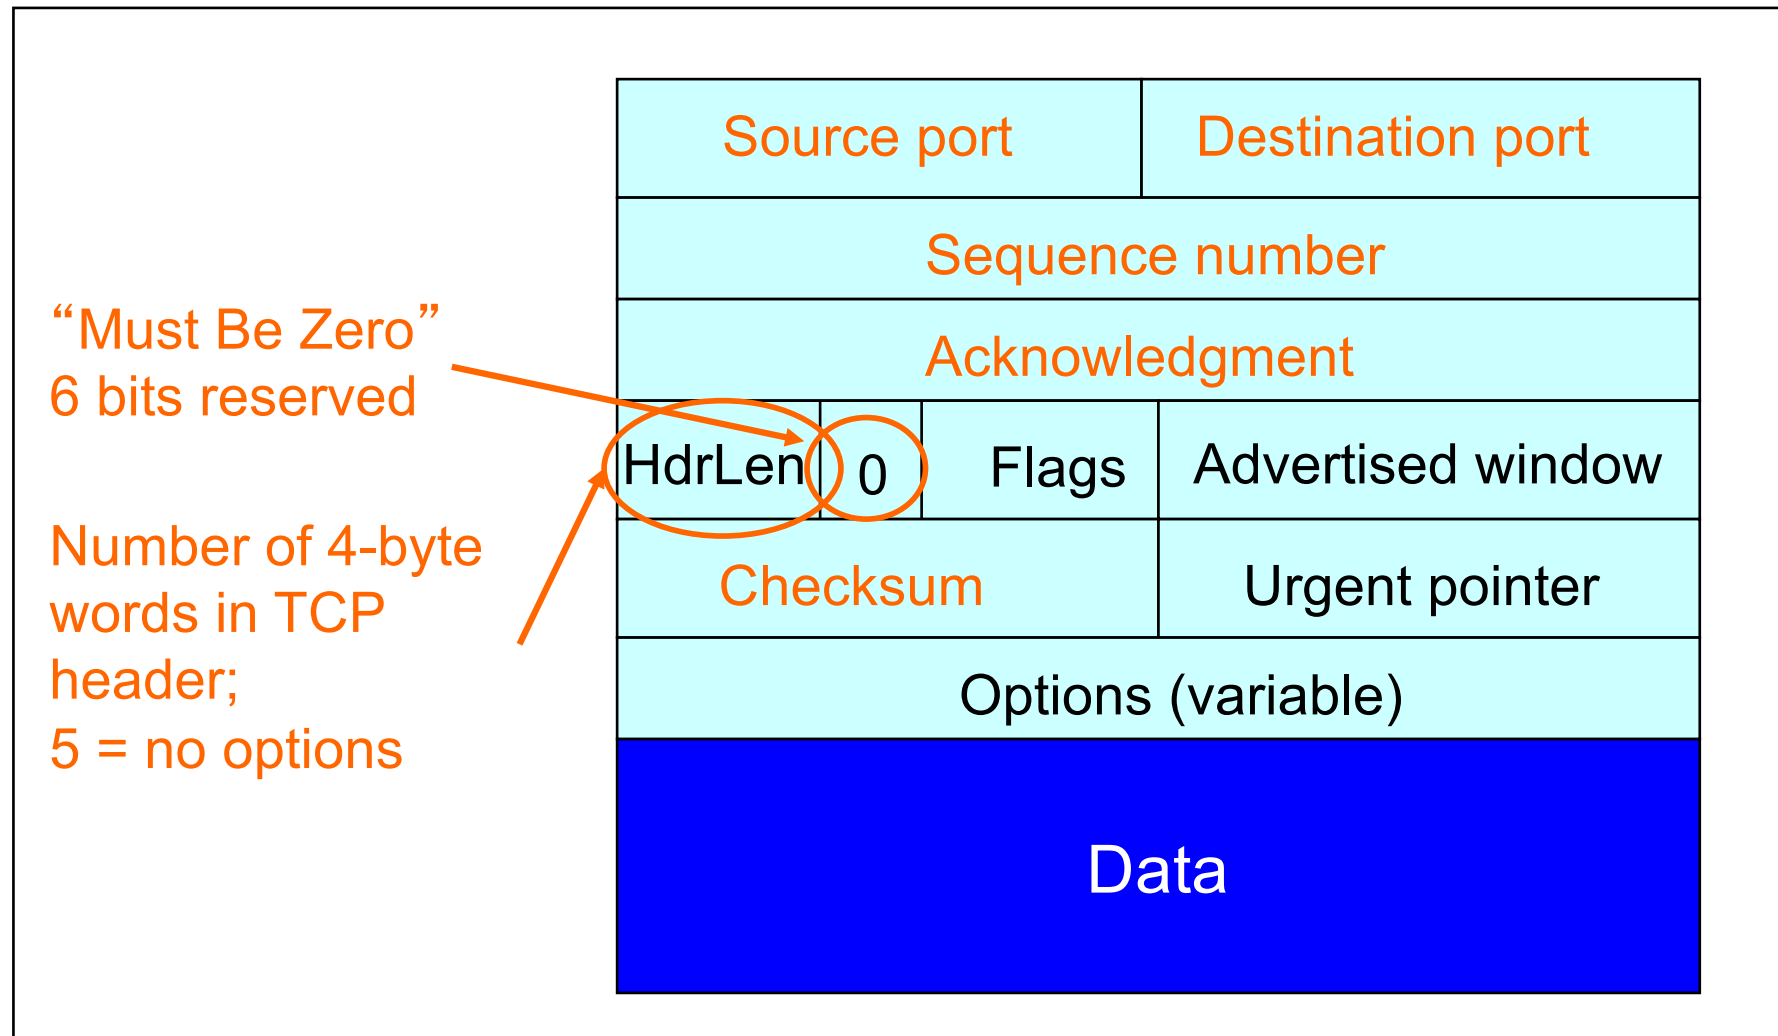 Source port
Destination port
Sequence number
“Must Be Zero”
6 bits reserved
Acknowledgment
HdrLen
0
Flags
Advertised window
Number of 4-byte
words in TCP
header;
5 = no options
Checksum
Urgent pointer
Options (variable)
Data